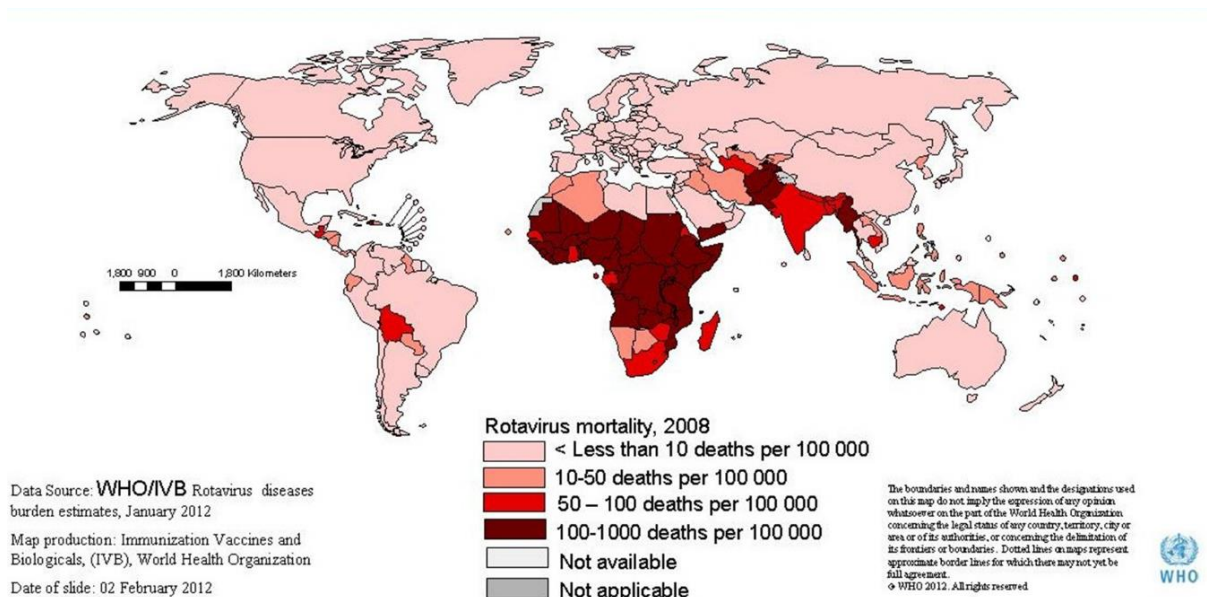 1,800 900 0 1,800 Kilometers
Rotavirus mortality, 2008
< Less than 10 deaths per 100 000
10-50 deaths per 100 000
50 – 100 deaths per 100 000
100-1000 deaths per 100 000
Not available
Not applicable
Data Source: WHO/IVB Rotavirus diseases
burden estimates, January 2012
Map production: Immunization Vaccines and
Biologicals, (IVB), World Health Organization
Date of slide: 02 February 2012
The boundaries and names shown and the designations used
on this map do not imply the expression of any opinion
whatsoever on the part of the World Health Organization
concerning the legal status of any country, territory, city or
area or of its authorities, or concerning the delimitation of
its frontiers or boundaries. Dotted lines on maps represent
approximate border lines for which there may not yet be
full agreement.
© WHO 2012. All rights reserved
WHO